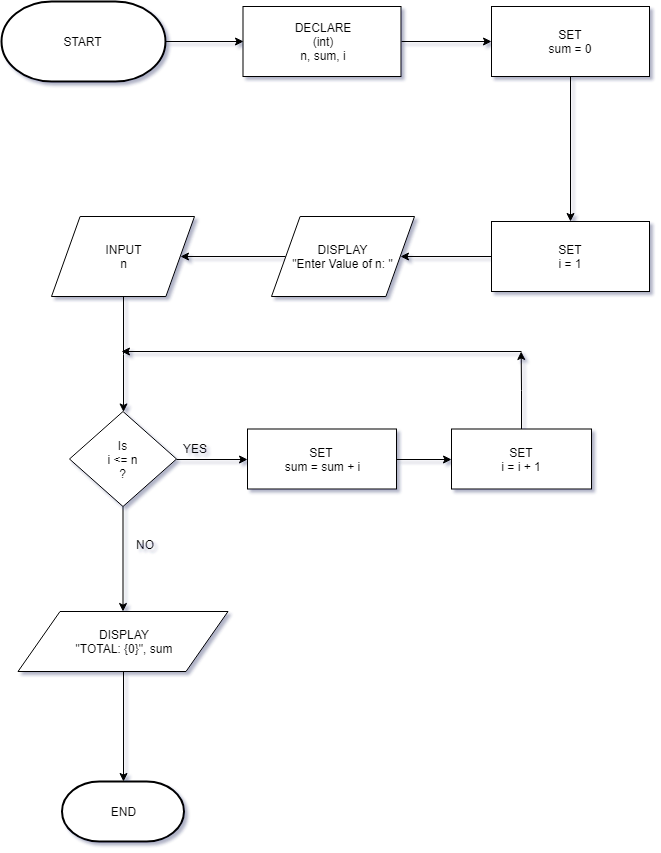 START
DECLARE
(int)
n, sum, i
SET
sum = 0
SET
i = 1
DISPLAY
"Enter Value of n: "
INPUT
n
Is
i <= n
?
YES
SET
sum = sum + i
SET
i = i + 1
NO
DISPLAY
"TOTAL: {0}", sum
END